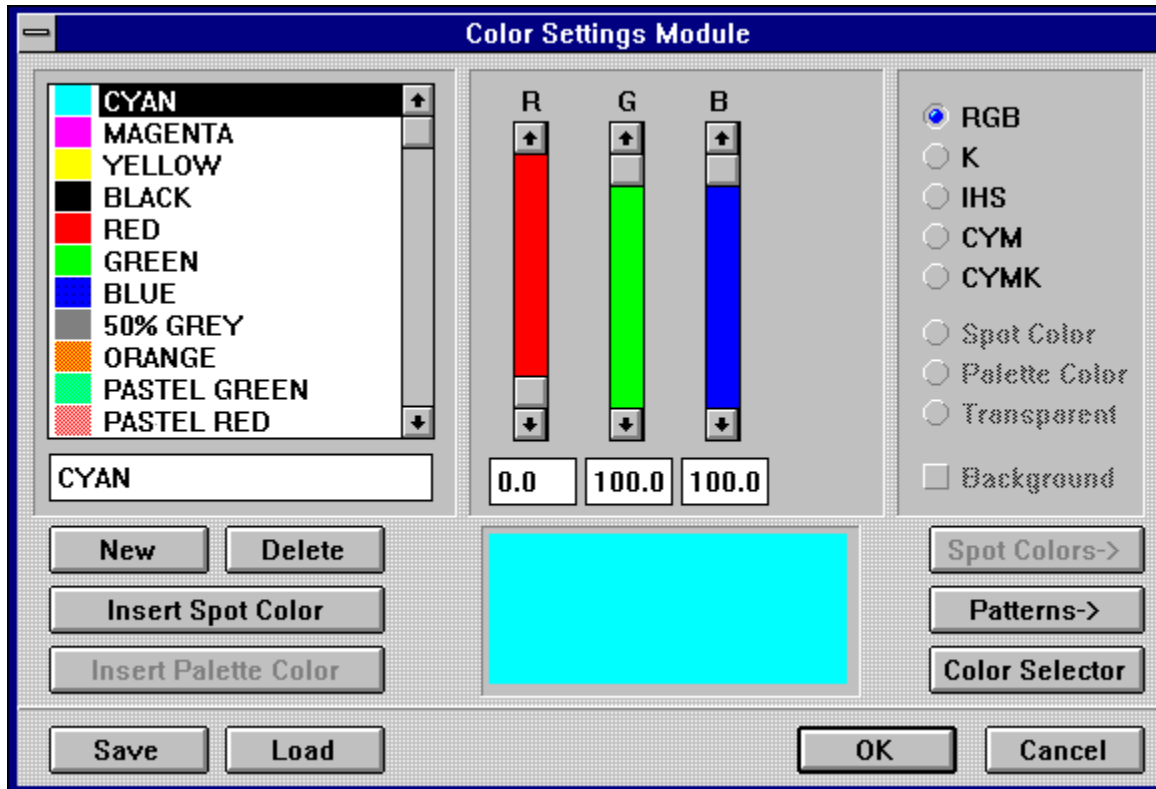 Color Settings Module
CYAN
MAGENTA
YELLOW
BLACK
RED
GREEN
BLUE
50% GREY
ORANGE
PASTEL GREEN
PASTEL RED
CYAN
R G B
0.0 100.0 100.0
RGB
K
IHS
CYM
CYMK
Spot Color
Palette Color
Transparent
Background
New Delete
Insert Spot Color
Insert Palette Color
Spot Colors->
Patterns->
Color Selector
Save Load OK Cancel